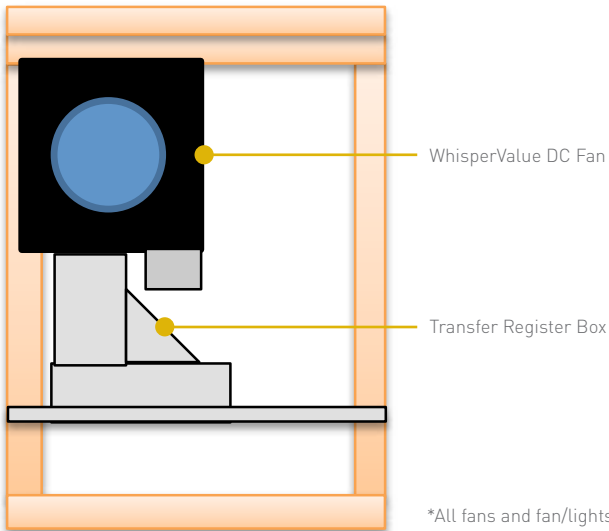 WhisperValue DC Fan
Transfer Register Box
*All fans and fan/lights